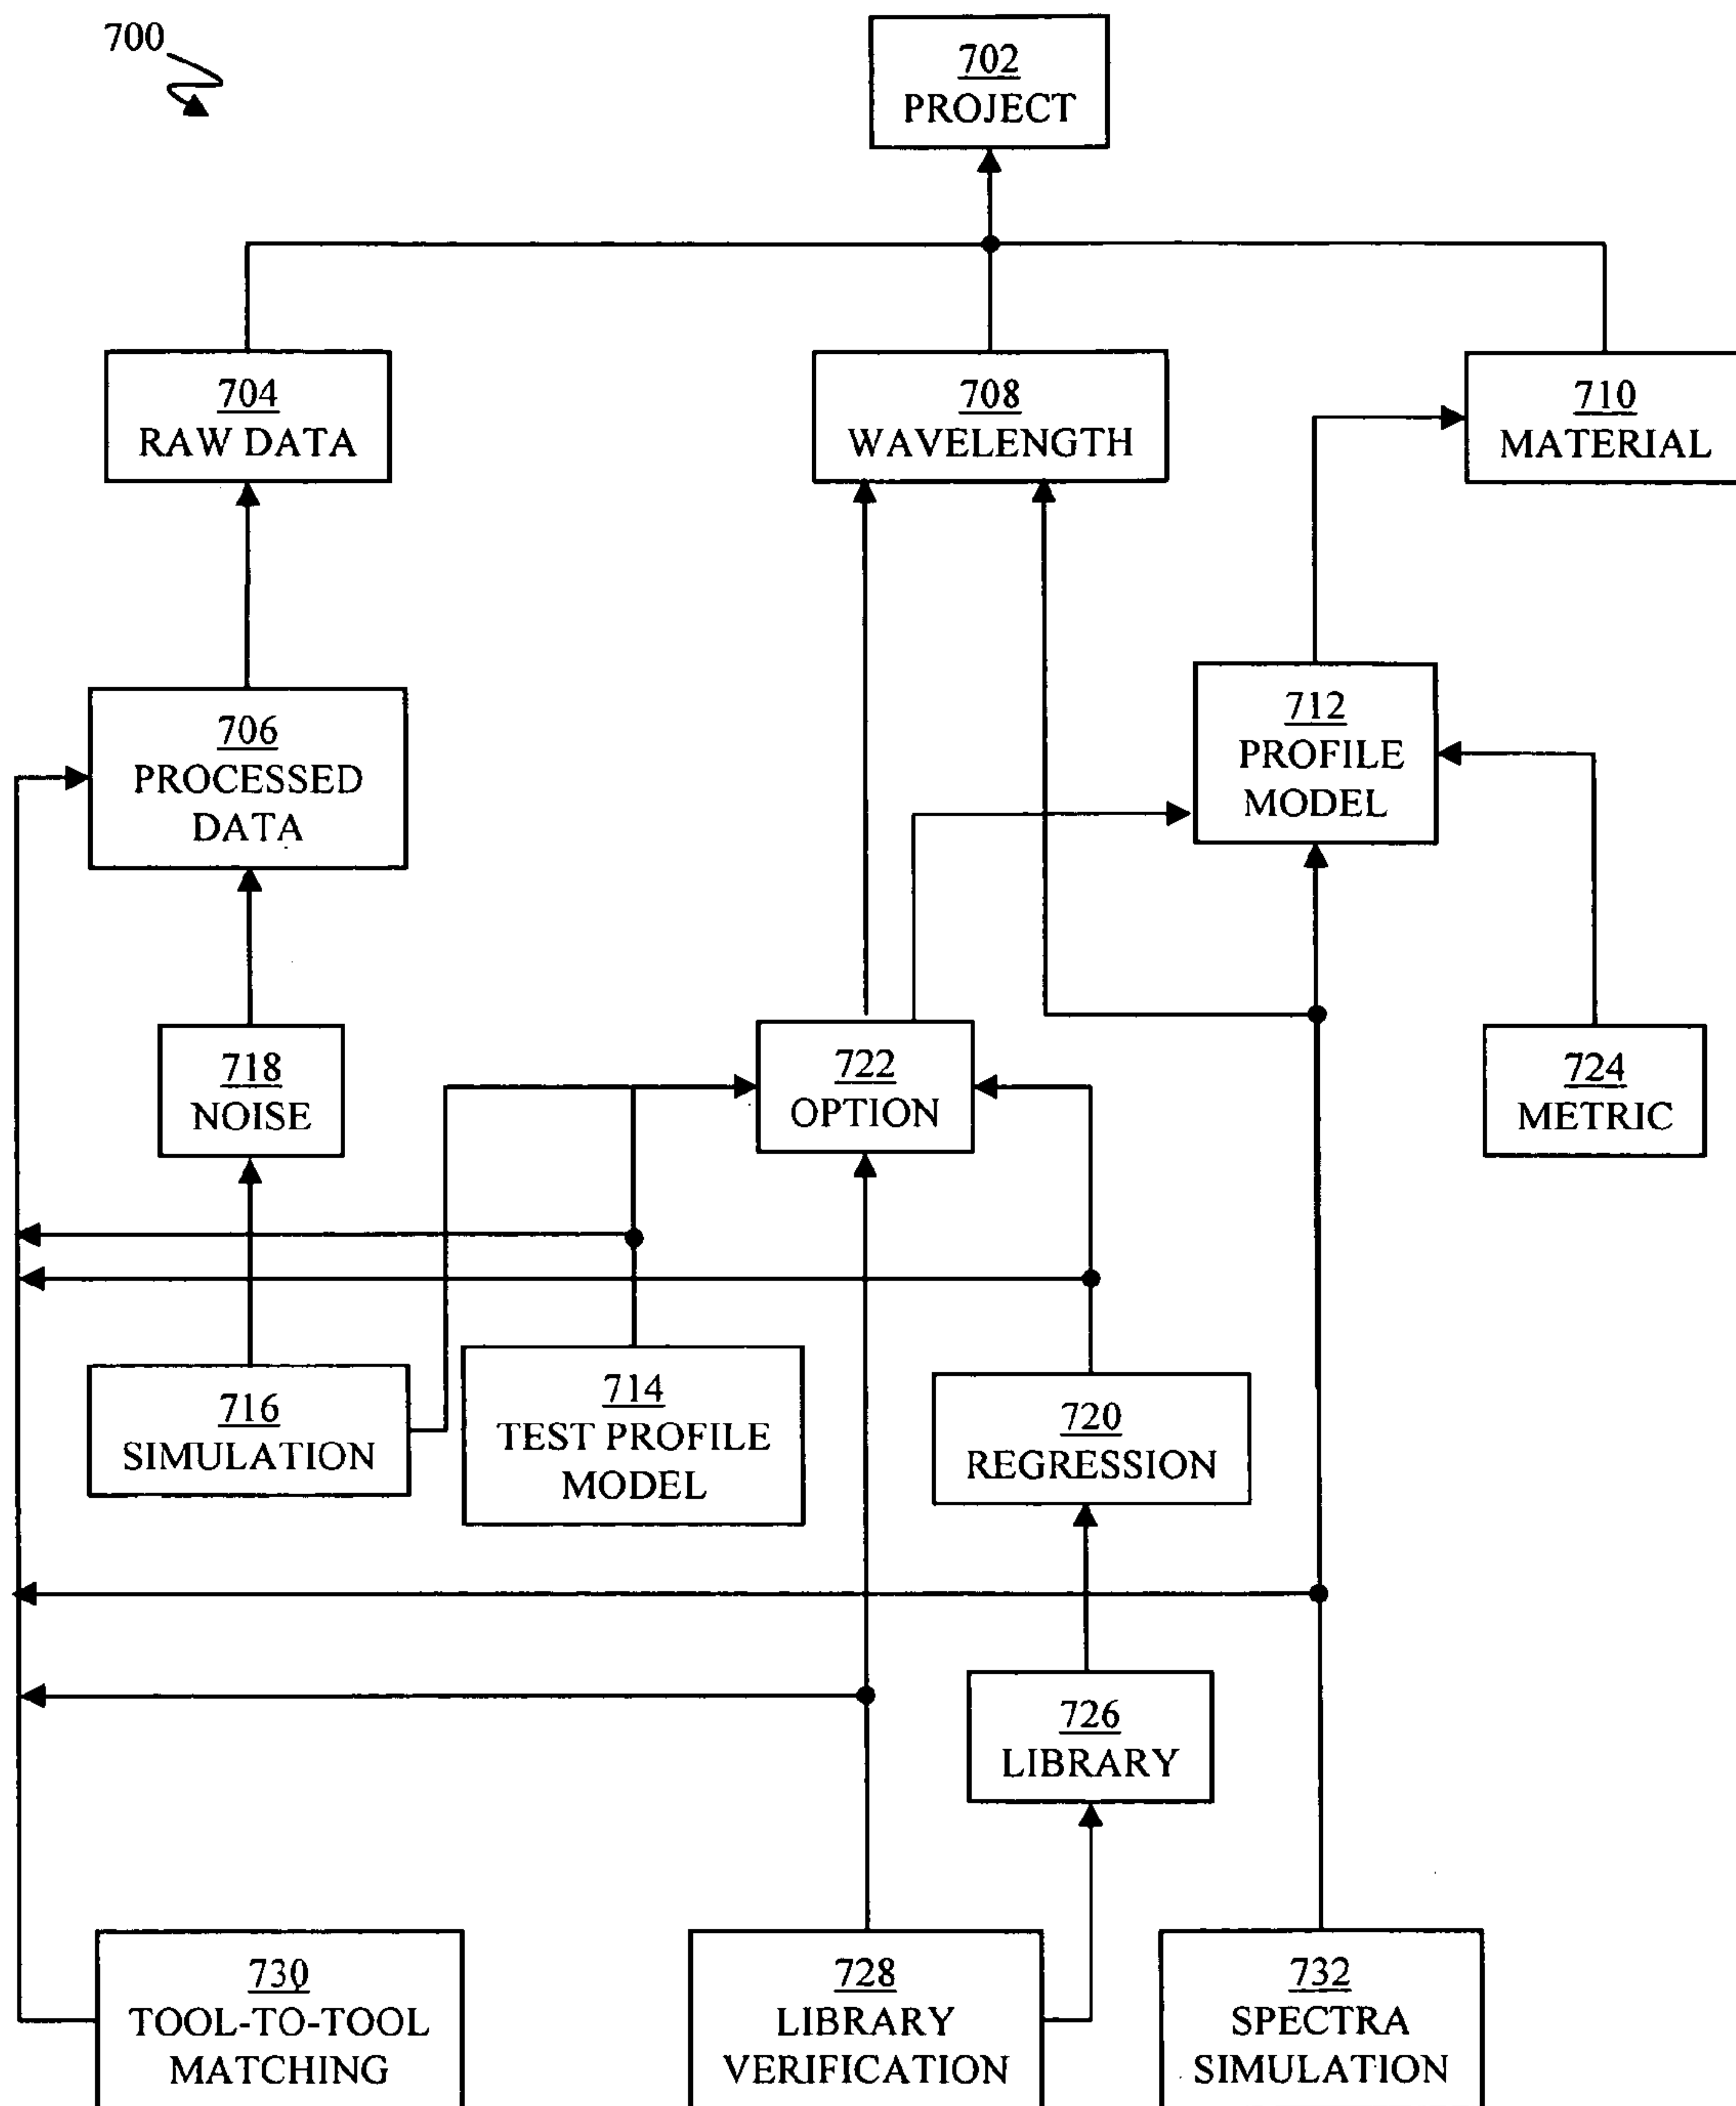 700
702
PROJECT
704
RAW DATA
708
WAVELENGTH
710
MATERIAL
706
PROCESSED
DATA
712
PROFILE
MODEL
718
NOISE
722
OPTION
724
METRIC
716
SIMULATION
714
TEST PROFILE
MODEL
720
REGRESSION
726
LIBRARY
730
TOOL-TO-TOOL
MATCHING
728
LIBRARY
VERIFICATION
732
SPECTRA
SIMULATION